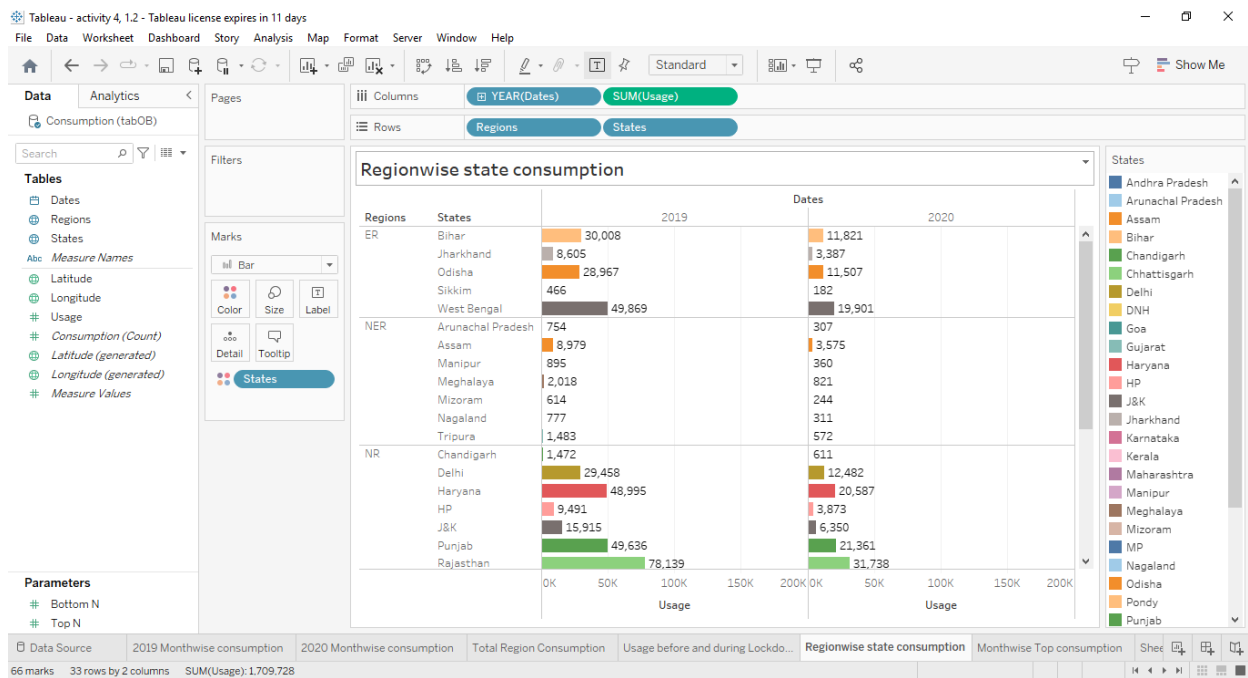 Tableau - activity 4, 1.2 - Tableau license expires in 11 days
File Data Worksheet Dashboard Story Analysis Map Format Server Window Help
Standard
Show Me
Data Analytics
Consumption (tabOB)
Search
Tables
Dates
Regions
States
Abc Measure Names
Latitude
Longitude
# Usage
# Consumption (Count)
Latitude (generated)
Longitude (generated)
# Measure Values
Parameters
# Bottom N
# Top N
Pages
Filters
Marks
Bar
Color Size Label
Detail Tooltip
States
Columns YEAR(Dates) SUM(Usage)
Rows Regions States
Regionwise state consumption
Dates
Regions States 2019 2020
ER Bihar 30,008 11,821
Jharkhand 8,605 3,387
Odisha 28,967 11,507
Sikkim 466 182
West Bengal 49,869 19,901
NER Arunachal Pradesh 754 307
Assam 8,979 3,575
Manipur 895 360
Meghalaya 2,018 821
Mizoram 614 244
Nagaland 777 311
Tripura 1,483 572
NR Chandigarh 1,472 611
Delhi 29,458 12,482
Haryana 48,995 20,587
HP 9,491 3,873
J&K 15,915 6,350
Punjab 49,636 21,361
Rajasthan 78,139 31,738
0K 50K 100K 150K 200K 0K 50K 100K 150K 200K
Usage Usage
States
Andhra Pradesh
Arunachal Pradesh
Assam
Bihar
Chandigarh
Chhattisgarh
Delhi
DNH
Goa
Gujarat
Haryana
HP
J&K
Jharkhand
Karnataka
Kerala
Maharashtra
Manipur
Meghalaya
Mizoram
MP
Nagaland
Odisha
Pondy
Punjab
Data Source 2019 Monthwise consumption 2020 Monthwise consumption Total Region Consumption Usage before and during Lockdo... Regionwise state consumption Monthwise Top consumption Shee
66 marks 33 rows by 2 columns SUM(Usage): 1,709,728